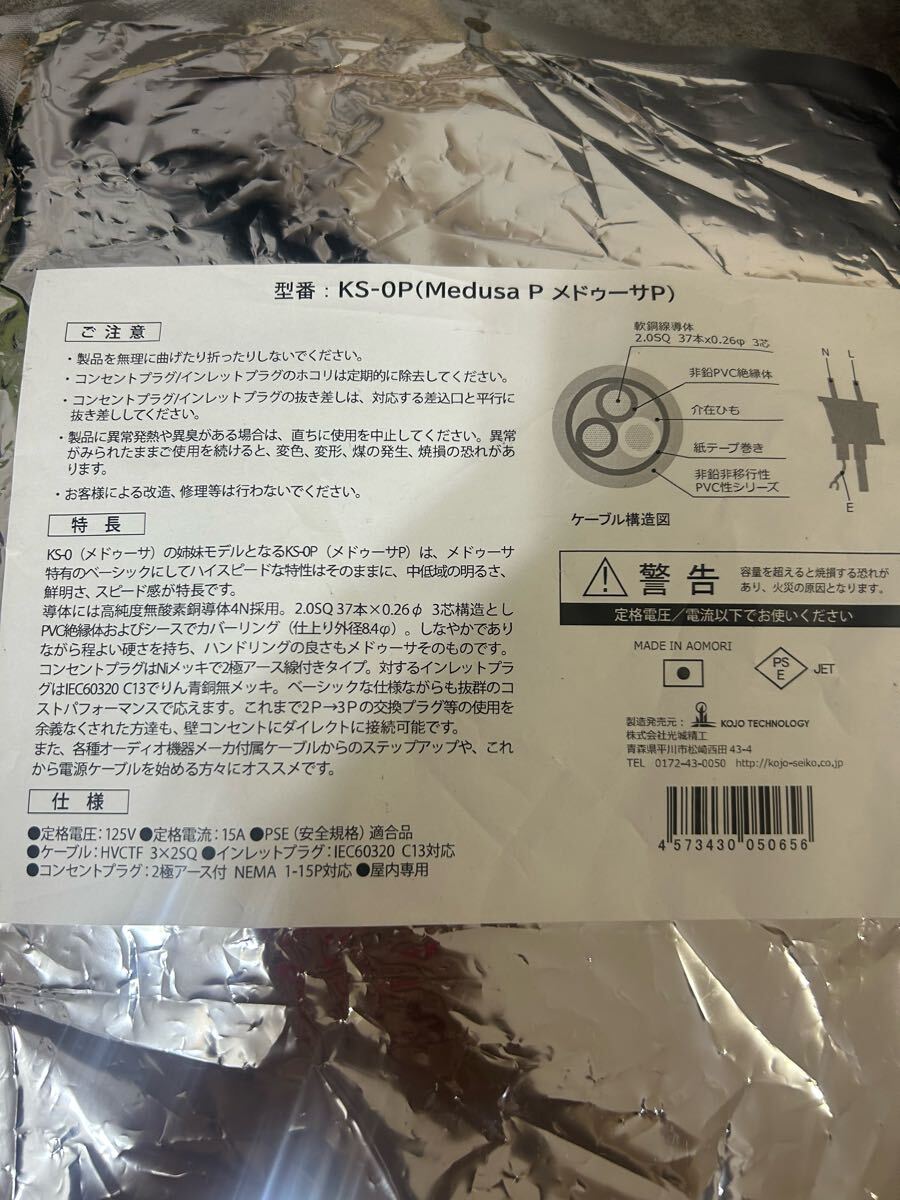 型番：KS-0P(Medusa P メドゥーサP)
ご注意
・製品を無理に曲げたり折ったりしないでください。
・コンセントプラグ/インレットプラグのホコリは定期的に除去してください。
・コンセントプラグ/インレットプラグの抜き差しは、対応する差込口と平行に
抜き差ししてください。
・製品に異常発熱や異臭がある場合は、直ちに使用を中止してください。異常
がみられたままご使用を続けると、変色、変形、煤の発生、焼損の恐れがあ
ります。
・お客様による改造、修理等は行わないでください。
特長
KS-0（メドゥーサ）の姉妹モデルとなるKS-0P（メドゥーサP）は、メドゥーサ
特有のベーシックにしてハイスピードな特性はそのままに、中低域の明るさ、
鮮明さ、スピード感が特長です。
導体には高純度無酸素銅導体4N採用。2.0SQ 37本×0.26φ 3芯構造とし
PVC絶縁体およびシースでカバーリング（仕上り外径8.4φ）。しなやかであり
ながら程よい硬さを持ち、ハンドリングの良さもメドゥーサそのものです。
コンセントプラグはNiメッキで2極アース線付きタイプ。対するインレットプラ
グはIEC60320 C13でりん青銅無メッキ。ベーシックな仕様ながらも抜群のコ
ストパフォーマンスで応えます。これまで2P→3Pの交換プラグ等の使用を
余義なくされた方達も、壁コンセントにダイレクトに接続可能です。
また、各種オーディオ機器メーカ付属ケーブルからのステップアップや、これ
から電源ケーブルを始める方々にオススメです。
仕様
●定格電圧：125V ●定格電流：15A ●PSE（安全規格）適合品
●ケーブル：HVCTF 3×2SQ ●インレットプラグ：IEC60320 C13対応
●コンセントプラグ：2極アース付 NEMA 1-15P対応 ●屋内専用
軟銅線導体
2.0SQ 37本x0.26φ 3芯
非鉛PVC絶縁体
介在ひも
紙テープ巻き
非鉛非移行性
PVC性シリーズ
ケーブル構造図
N L
E
警告
容量を超えると焼損する恐れが
あり、火災の原因となります。
定格電圧／電流以下でお使いください
MADE IN AOMORI
PS
E
JET
製造発売元：
KOJO TECHNOLOGY
株式会社光城精工
青森県平川市松崎西田 43-4
TEL 0172-43-0050 http://kojo-seiko.co.jp
4 573430 050656